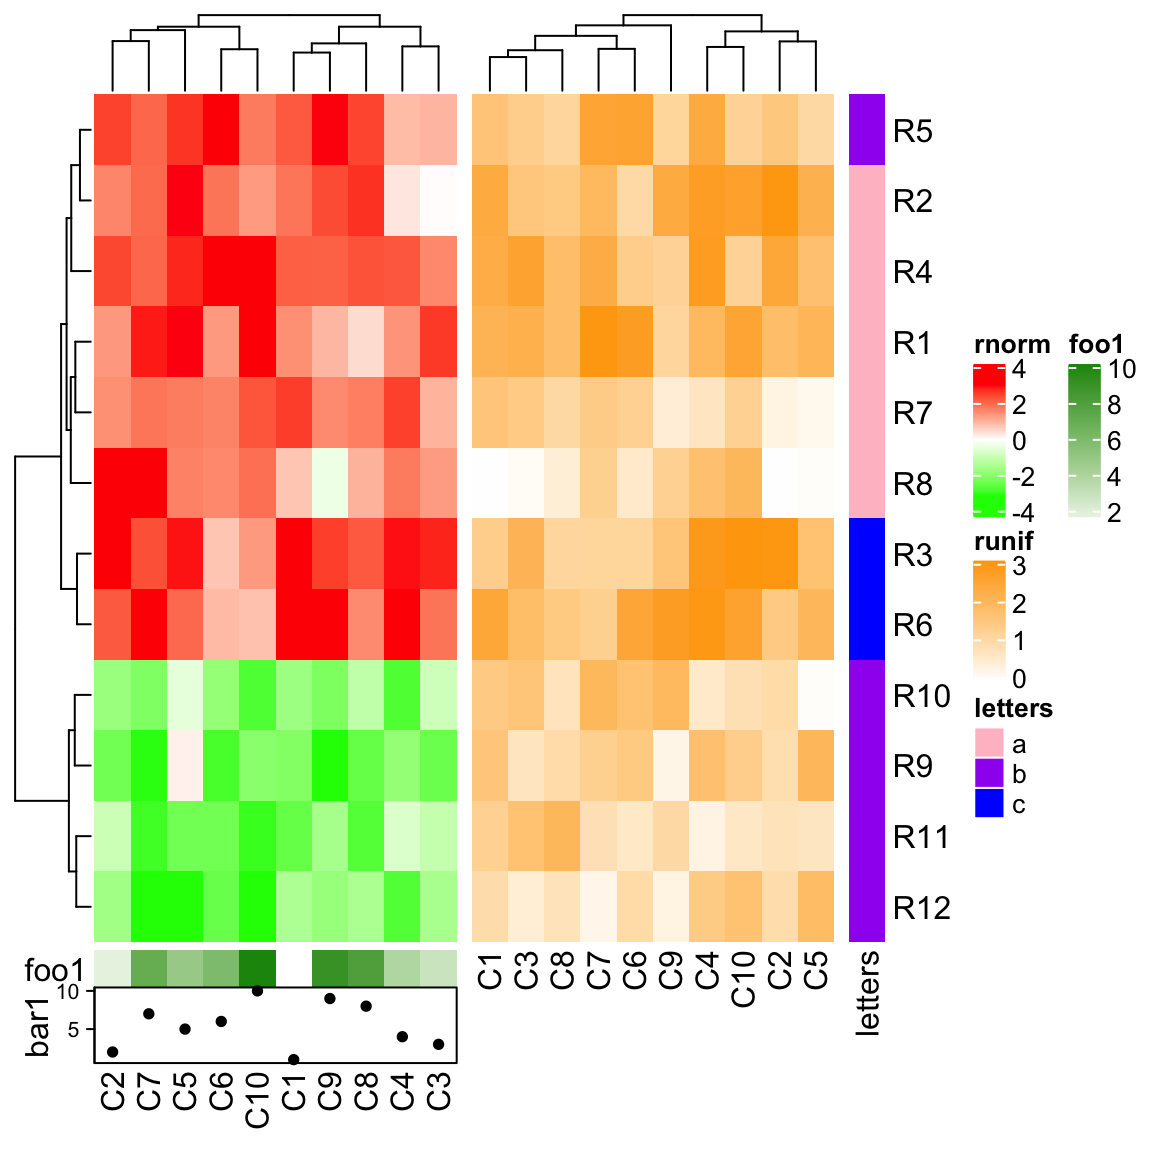 R5
R2
R4
R1
R7
R8
R3
R6
R10
R9
R11
R12
foo1
bar1
10
5
C2 C7 C5 C6 C10 C1 C9 C8 C4 C3
C1 C3 C8 C7 C6 C9 C4 C10 C2 C5
letters
rnorm
4
2
0
-2
-4
foo1
10
8
6
4
2
runif
3
2
1
0
letters
a
b
c